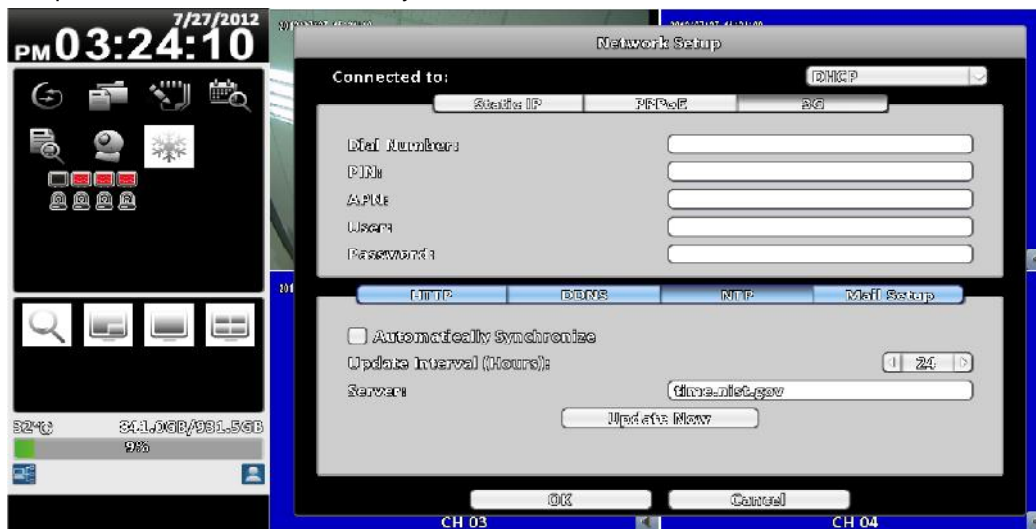 7/27/2012
PM 03:24:10
Network Setup
Connected to:
DHCP
Static IP
PPPoE
3G
Dial Number:
PIN:
APN:
User:
Password:
HTTP
DDNS
NTP
Mail Setup
Automatically Synchronize
Update Interval (Hours):
24
Server:
time.nist.gov
Update Now
32°C
841.0GB/931.5GB
9%
OK
Cancel
CH 03
CH 04